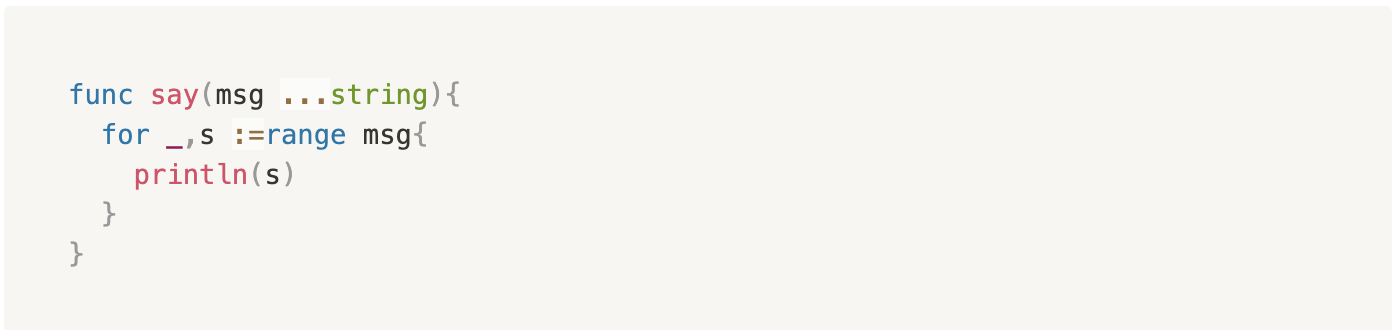 func say(msg ...string){
  for _,s :=range msg{
    println(s)
  }
}